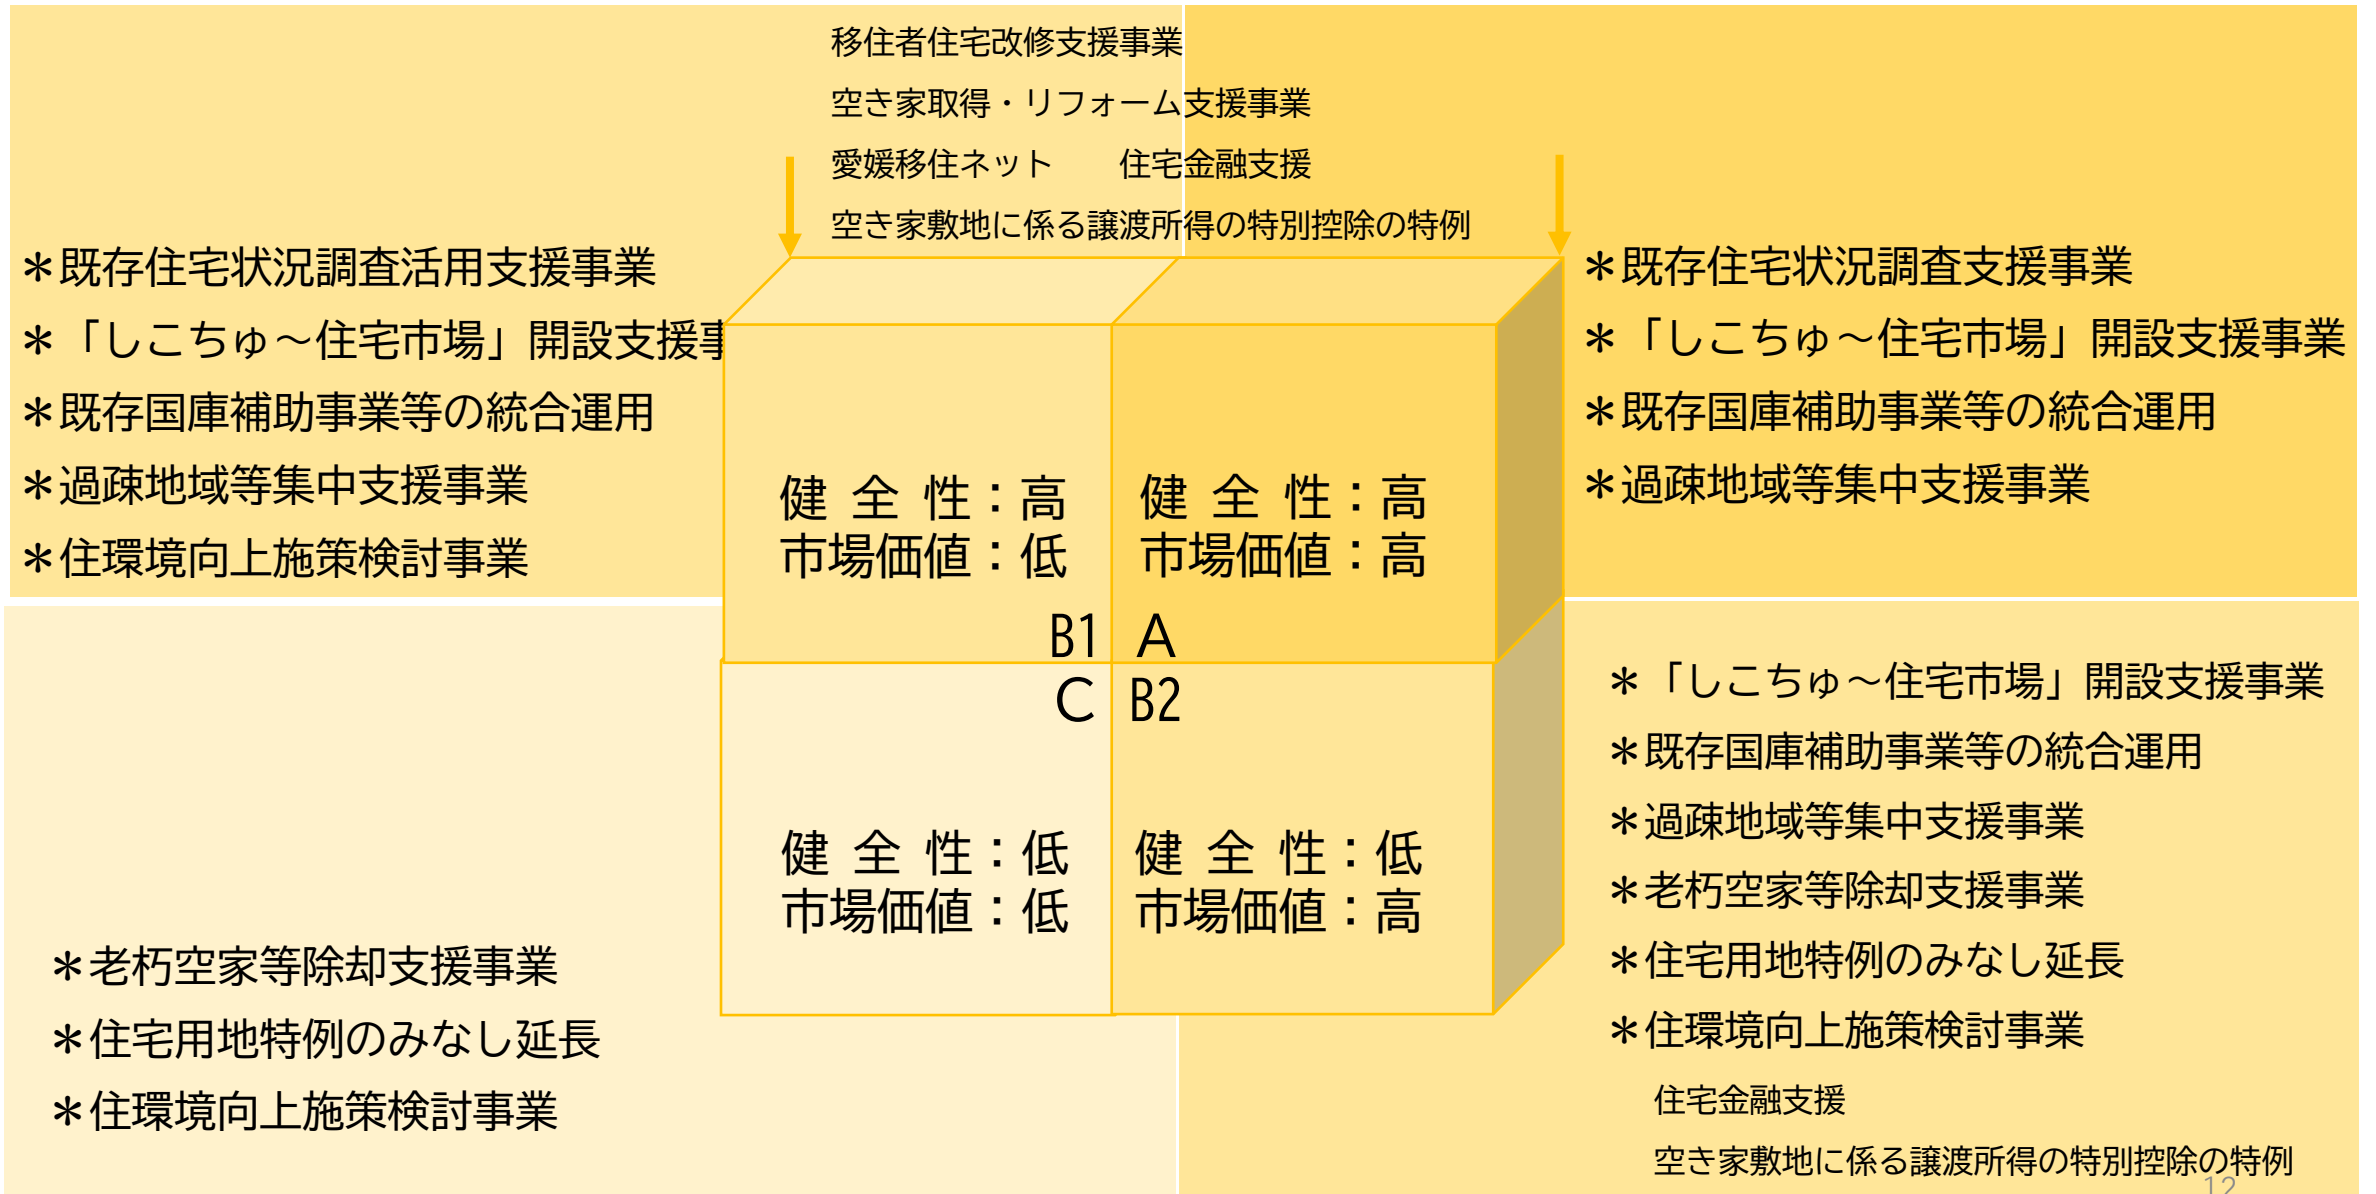 移住者住宅改修支援事業
空き家取得・リフォーム支援事業
愛媛移住ネット　　住宅金融支援
空き家敷地に係る譲渡所得の特別控除の特例
＊既存住宅状況調査活用支援事業
＊「しこちゅ～住宅市場」開設支援事
＊既存国庫補助事業等の統合運用
＊過疎地域等集中支援事業
＊住環境向上施策検討事業
＊既存住宅状況調査支援事業
＊「しこちゅ～住宅市場」開設支援事業
＊既存国庫補助事業等の統合運用
＊過疎地域等集中支援事業
健 全 性：高
市場価値：低
B1
健 全 性：高
市場価値：高
A
C
健 全 性：低
市場価値：低
B2
健 全 性：低
市場価値：高
＊老朽空家等除却支援事業
＊住宅用地特例のみなし延長
＊住環境向上施策検討事業
＊「しこちゅ～住宅市場」開設支援事業
＊既存国庫補助事業等の統合運用
＊過疎地域等集中支援事業
＊老朽空家等除却支援事業
＊住宅用地特例のみなし延長
＊住環境向上施策検討事業
住宅金融支援
空き家敷地に係る譲渡所得の特別控除の特例
12